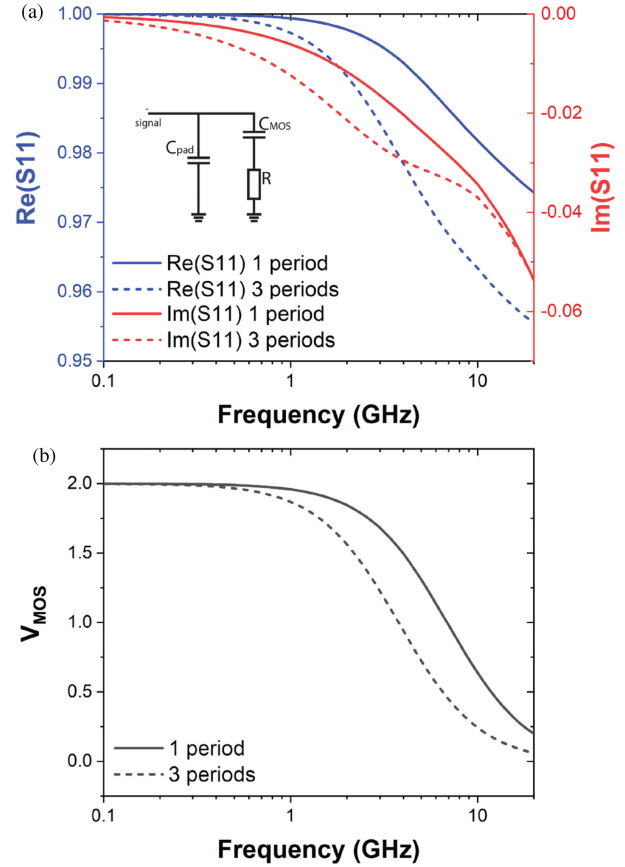 (a)
1.00
0.99
0.98
0.97
0.96
0.95
Re(S11)
0.00
-0.02
-0.04
-0.06
Im(S11)
signal
C_MOS
C_pad
R
Re(S11) 1 period
Re(S11) 3 periods
Im(S11) 1 period
Im(S11) 3 periods
0.1 1 10
Frequency (GHz)
(b)
2.0
1.5
1.0
0.5
0.0
V_MOS
1 period
3 periods
0.1 1 10
Frequency (GHz)